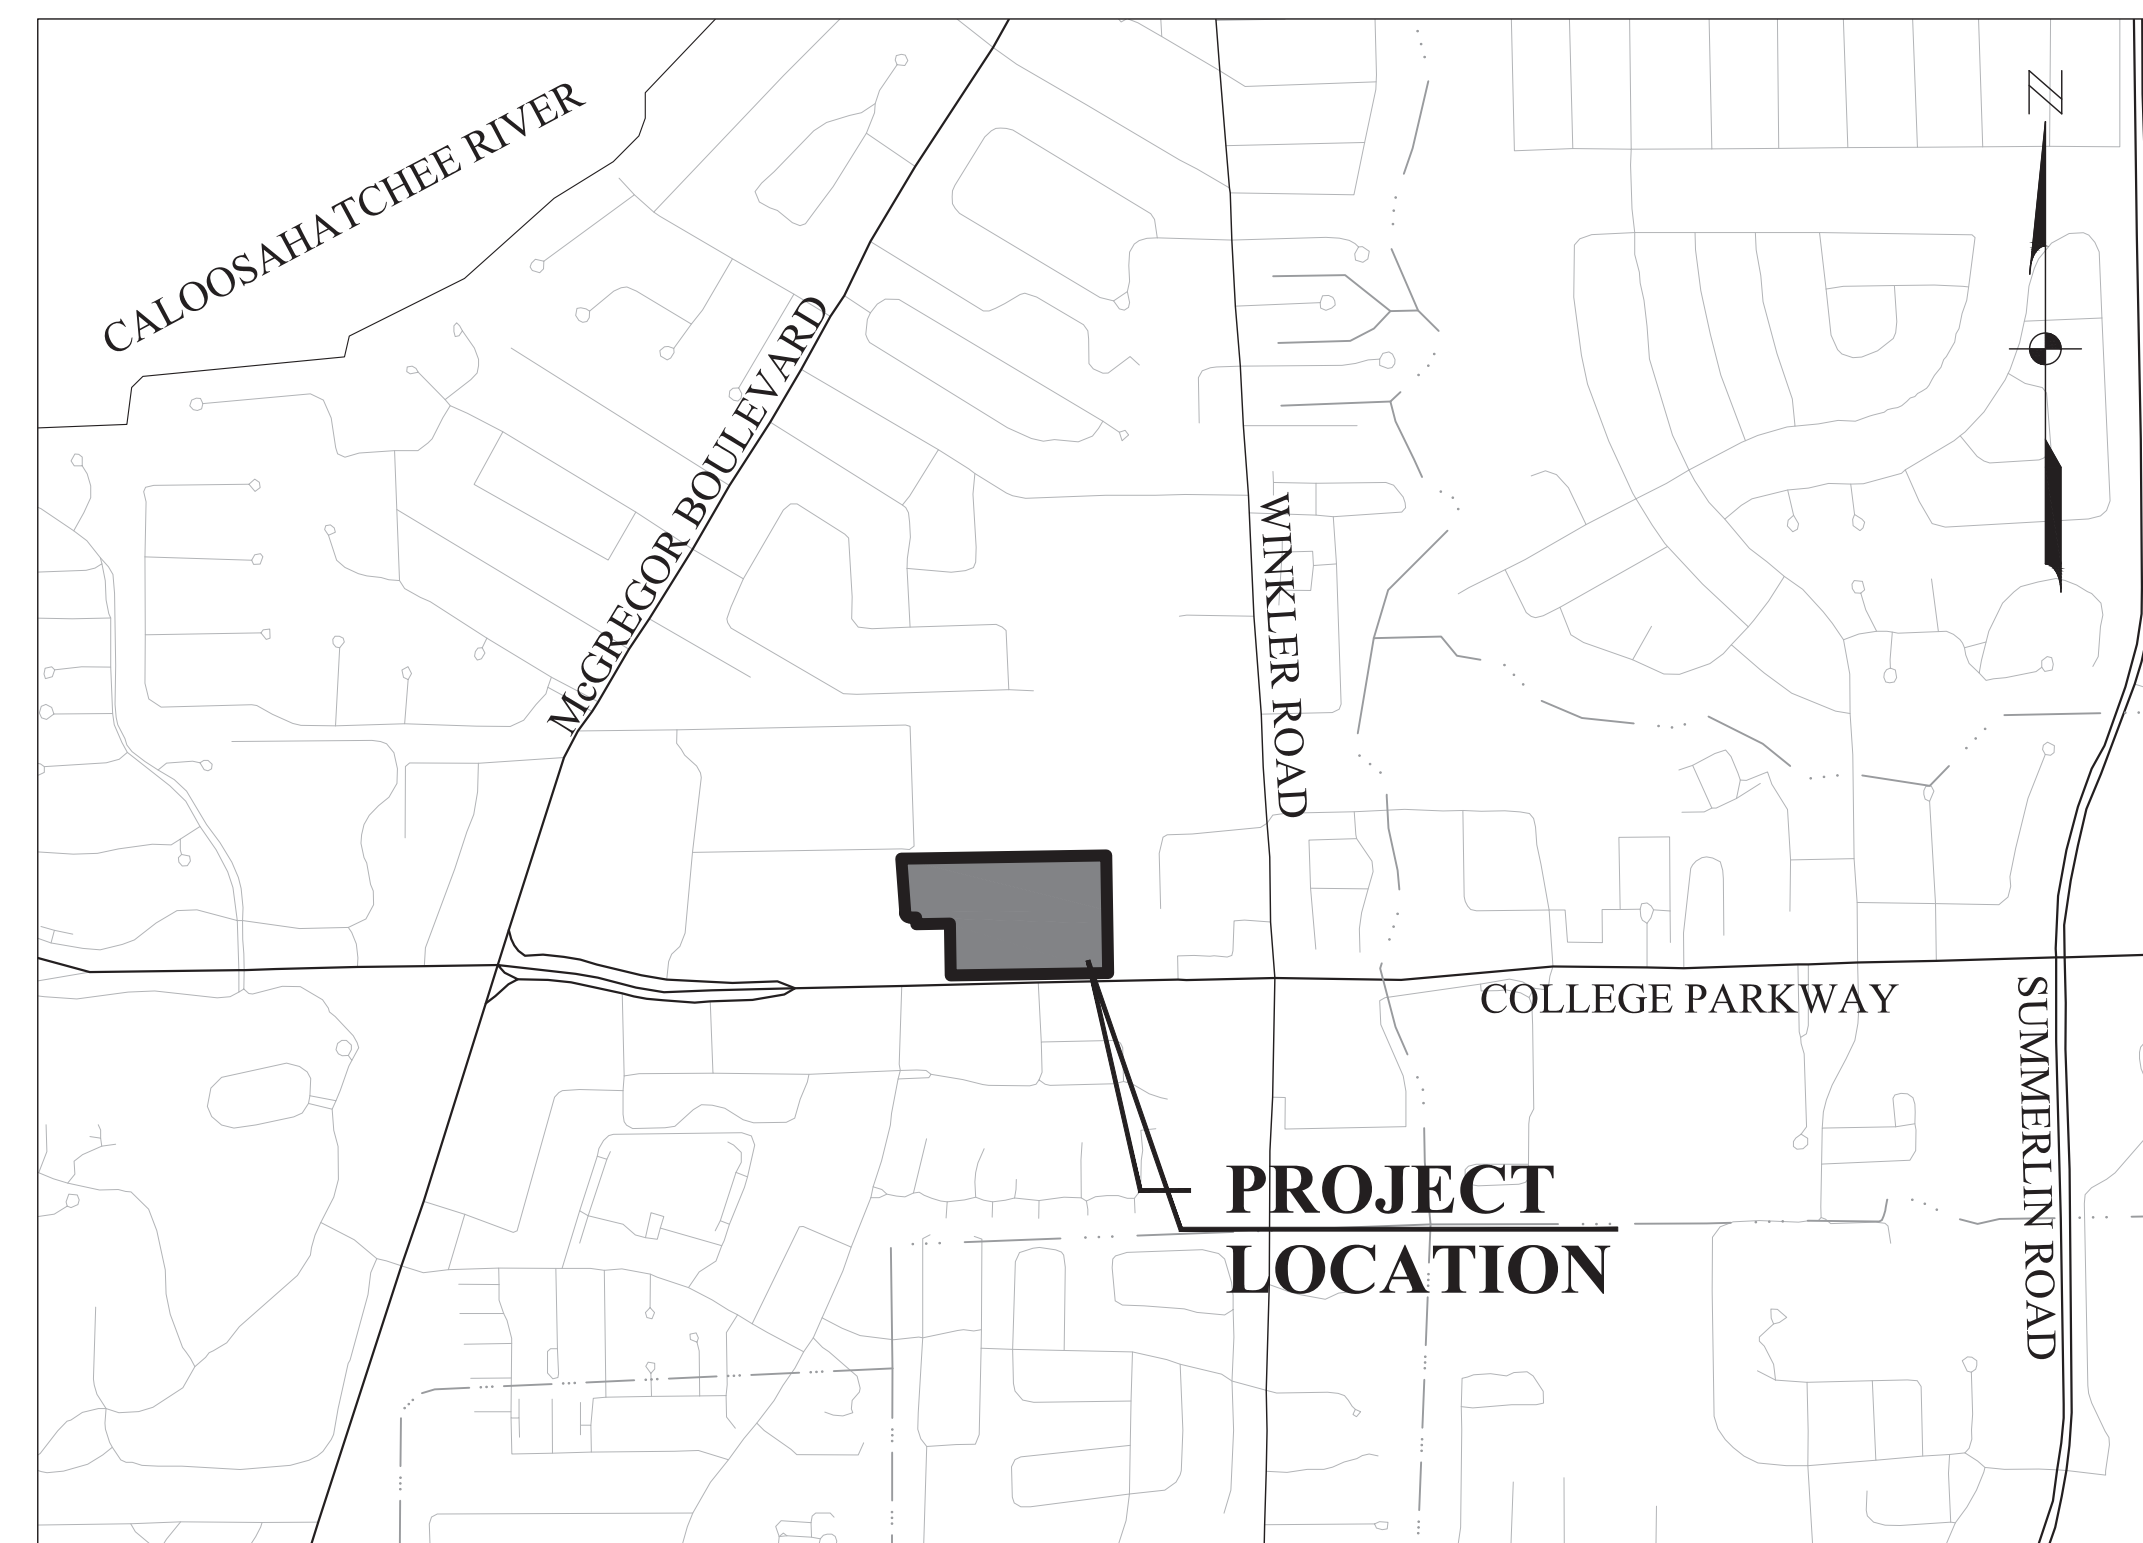 N
CALOOSAHATCHEE RIVER
McGREGOR BOULEVARD
WINKLER ROAD
COLLEGE PARKWAY
SUMMERLIN ROAD
PROJECT
LOCATION